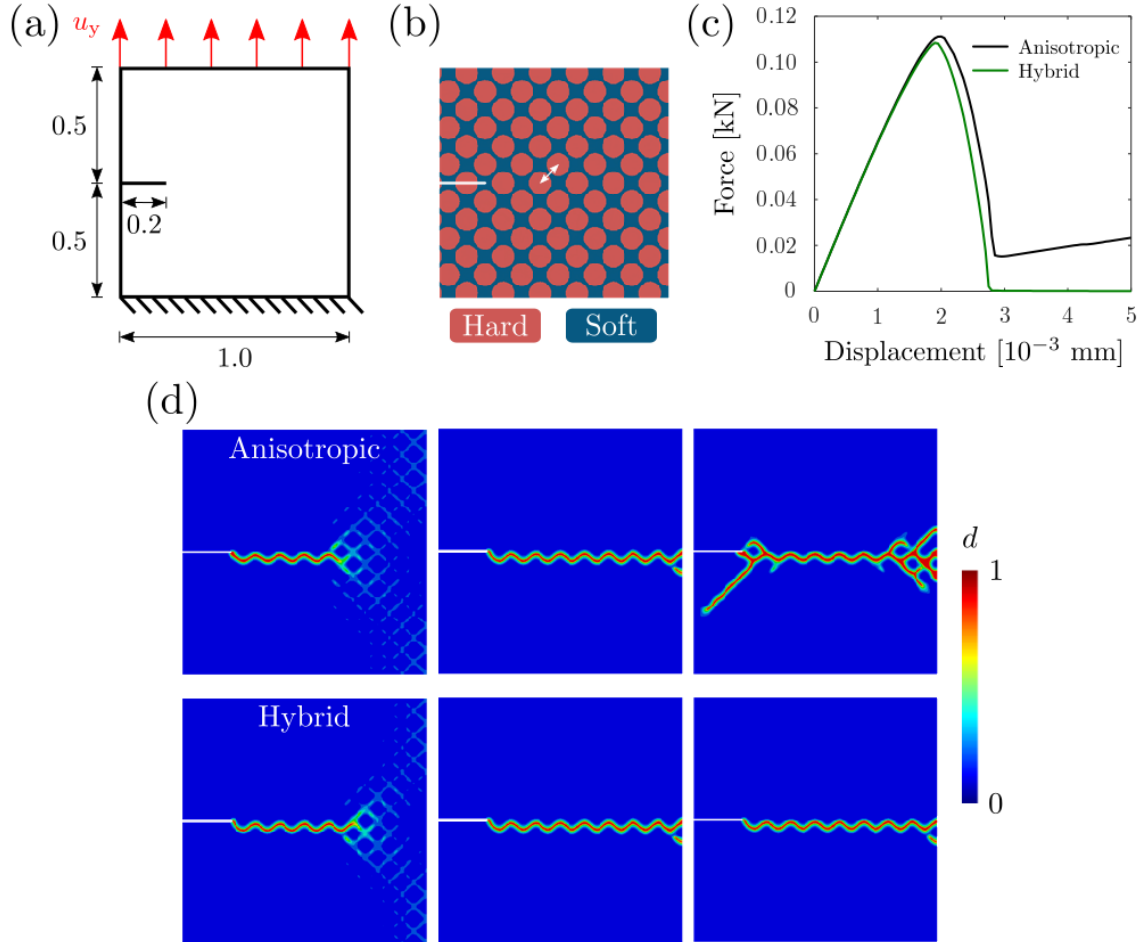 (a)
u_y
0.5
0.2
0.5
1.0
(b)
Hard
Soft
(c)
Force [kN]
0.12
0.10
0.08
0.06
0.04
0.02
0
Anisotropic
Hybrid
0 1 2 3 4 5
Displacement [10⁻³ mm]
(d)
Anisotropic
Hybrid
d
1
0